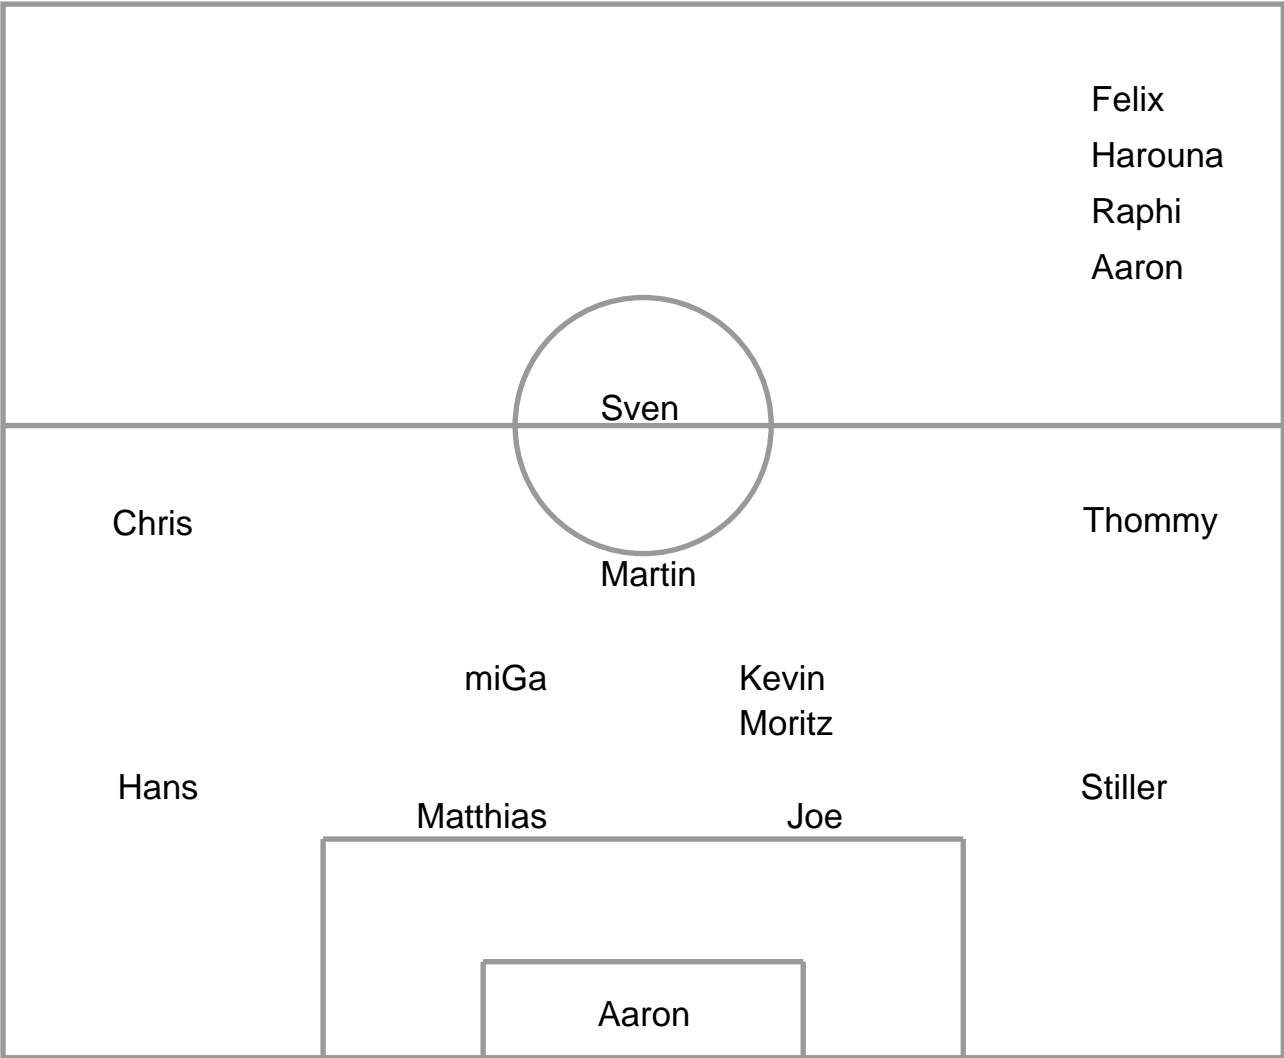 Felix
Harouna
Raphi
Aaron
Sven
Chris
Thommy
Martin
miGa
Kevin
Moritz
Hans
Stiller
Matthias
Joe
Aaron